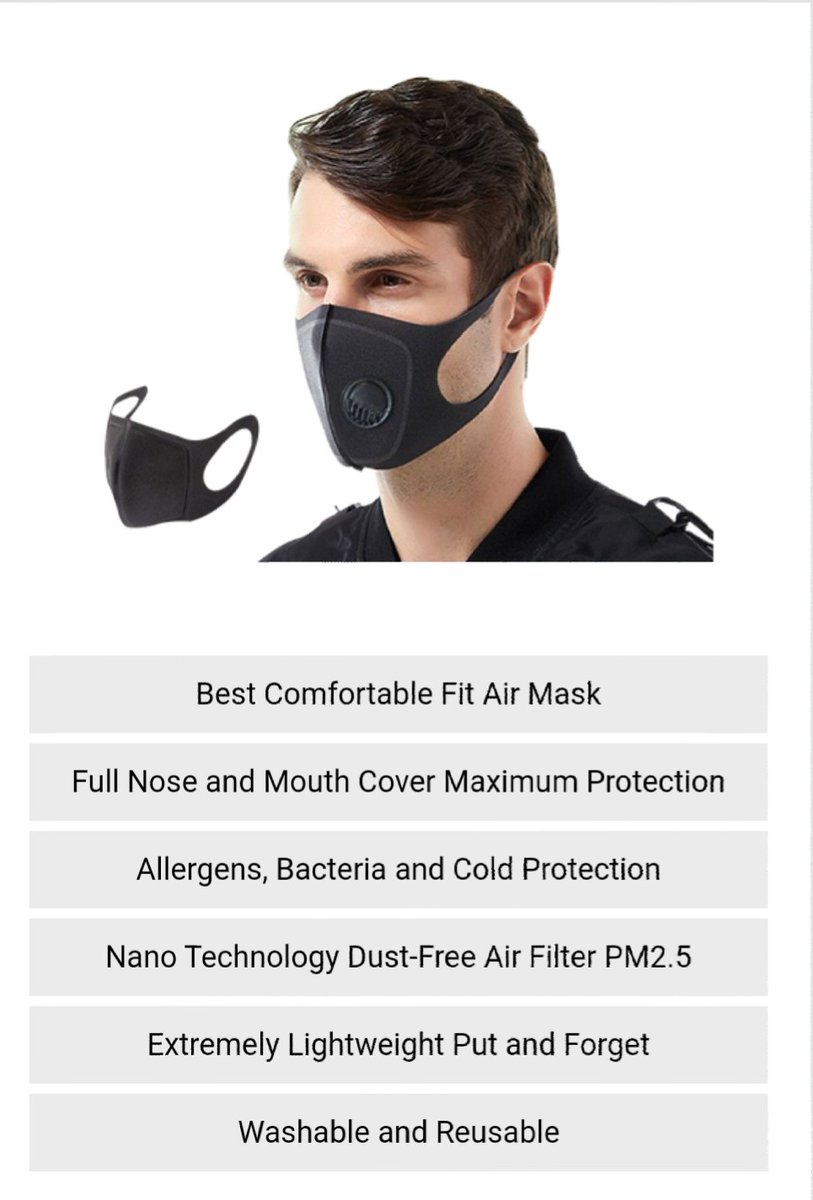 Best Comfortable Fit Air Mask
Full Nose and Mouth Cover Maximum Protection
Allergens, Bacteria and Cold Protection
Nano Technology Dust-Free Air Filter PM2.5
Extremely Lightweight Put and Forget
Washable and Reusable